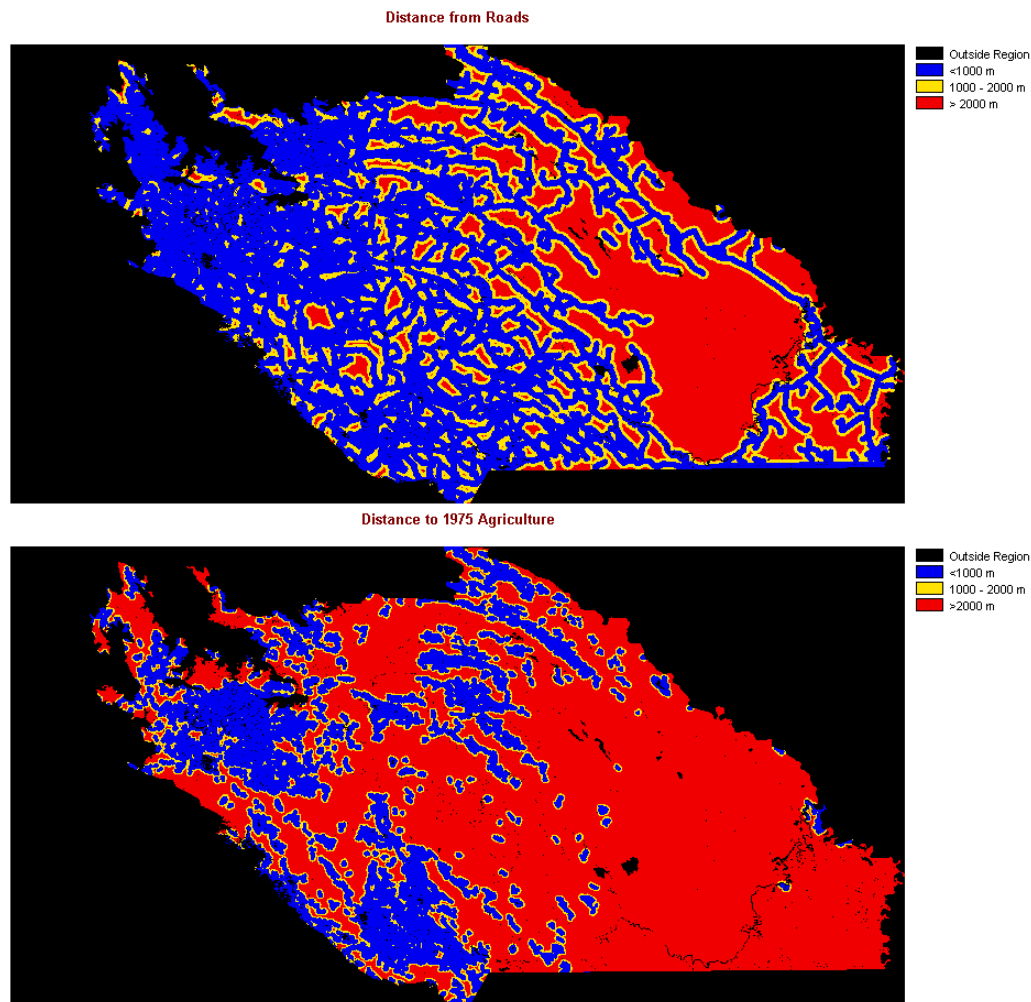 Distance from Roads
Outside Region
<1000 m
1000 - 2000 m
> 2000 m
Distance to 1975 Agriculture
Outside Region
<1000 m
1000 - 2000 m
>2000 m